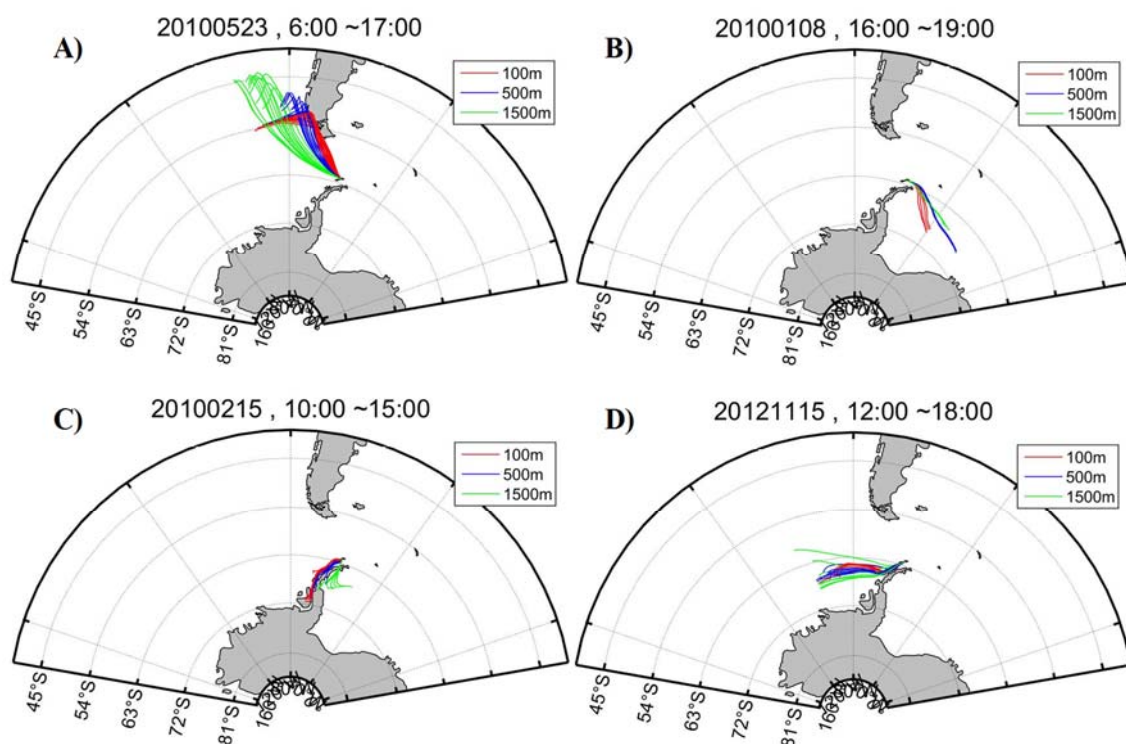 A)
20100523 , 6:00 ~17:00
100m
500m
1500m
45°S
54°S
63°S
72°S
81°S
B)
20100108 , 16:00 ~19:00
100m
500m
1500m
45°S
54°S
63°S
72°S
81°S
C)
20100215 , 10:00 ~15:00
100m
500m
1500m
45°S
54°S
63°S
72°S
81°S
D)
20121115 , 12:00 ~18:00
100m
500m
1500m
45°S
54°S
63°S
72°S
81°S